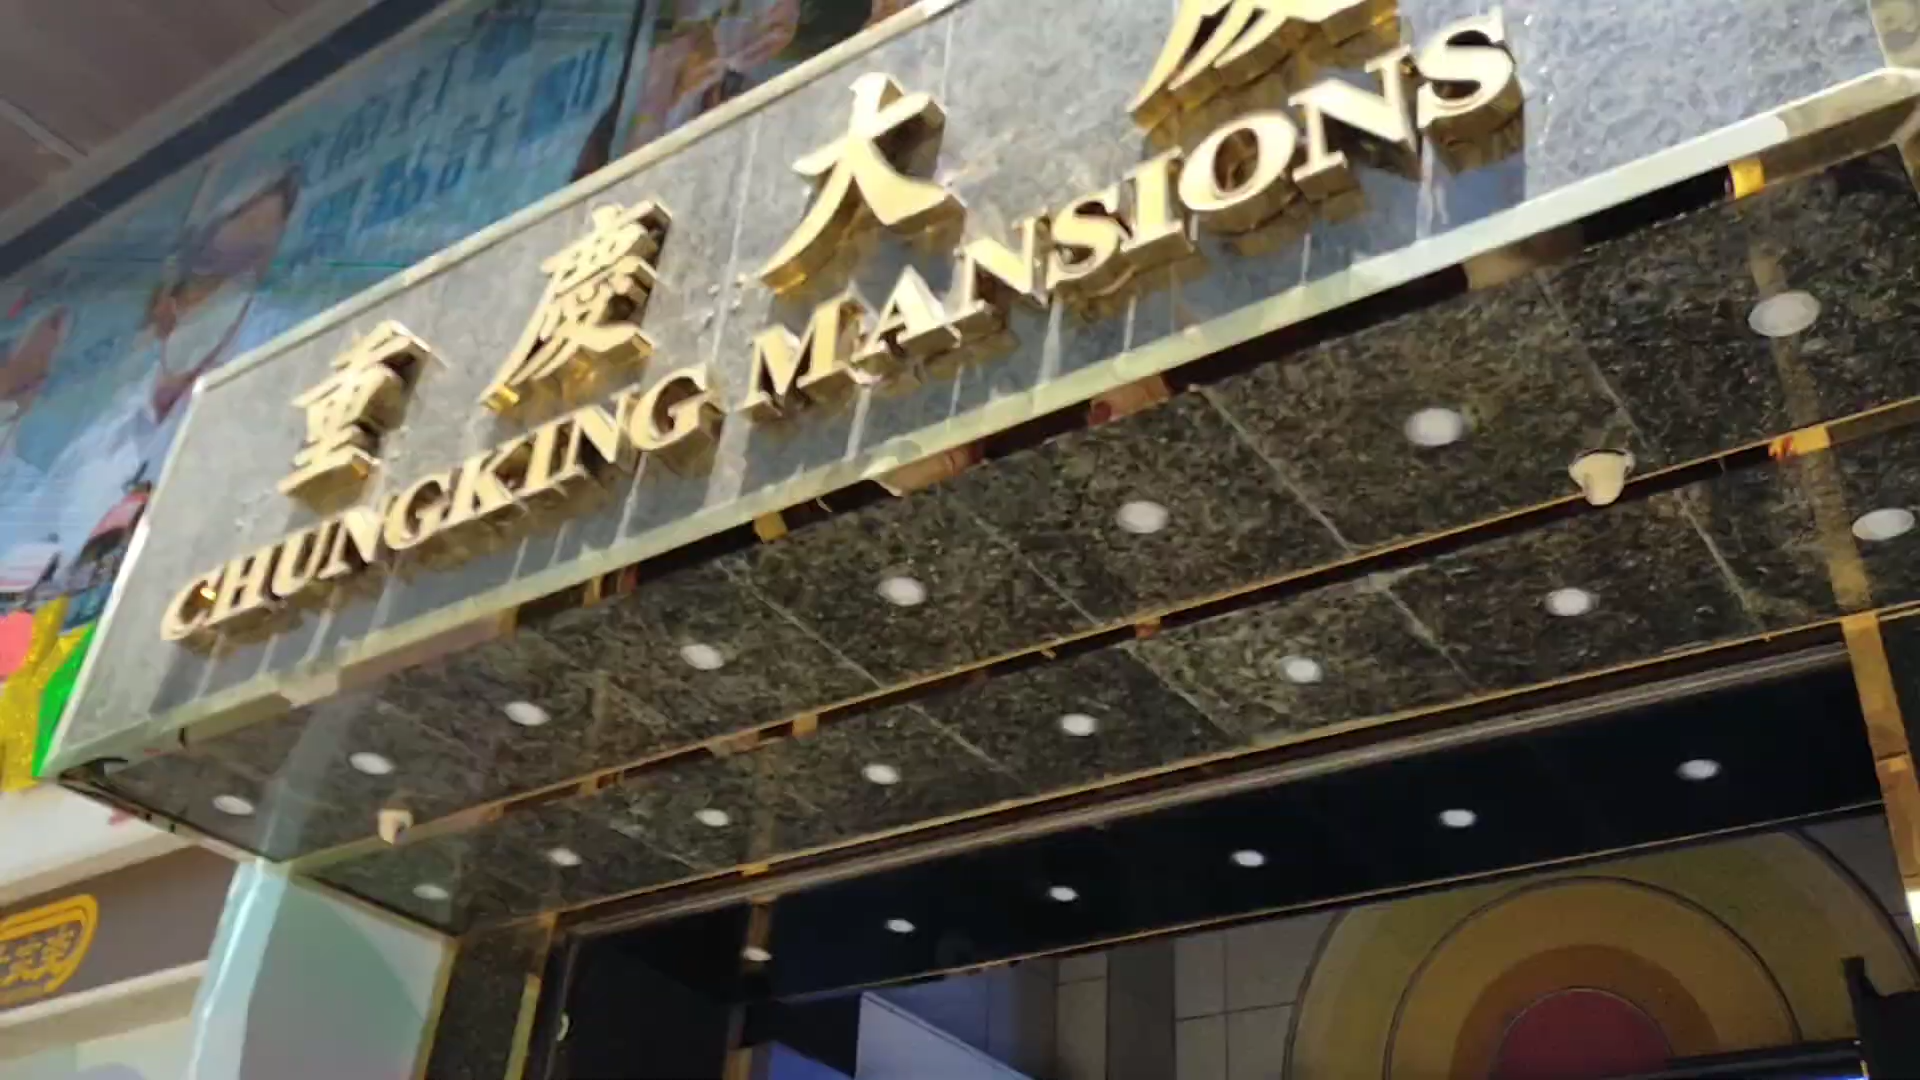 重慶大廈
CHUNGKING MANSIONS